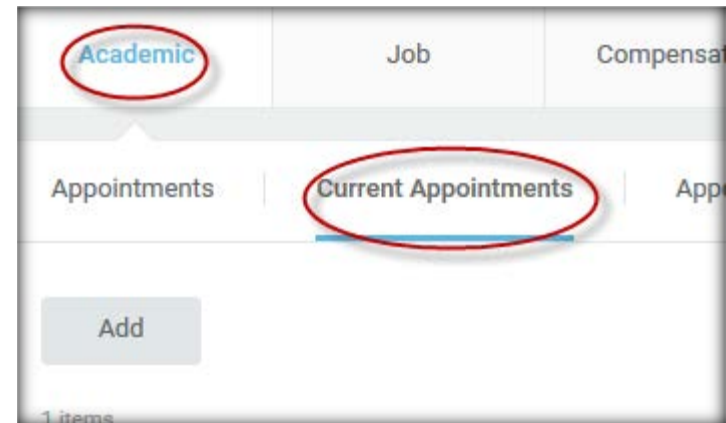 Academic Job Compensat
Appointments Current Appointments App
Add
1 items